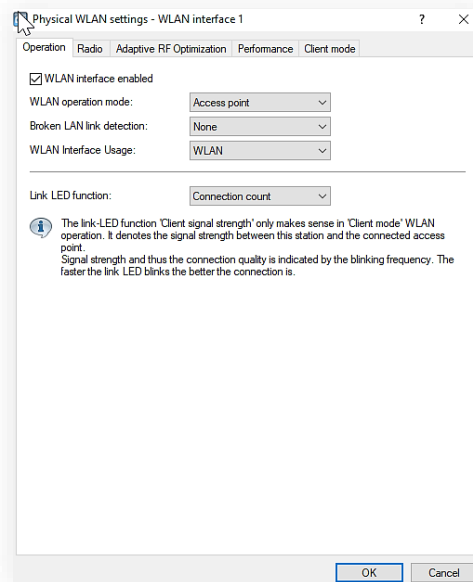 Physical WLAN settings - WLAN interface 1 ? ×
Operation Radio Adaptive RF Optimization Performance Client mode
WLAN interface enabled
WLAN operation mode: Access point
Broken LAN link detection: None
WLAN Interface Usage: WLAN
Link LED function: Connection count
The link-LED function 'Client signal strength' only makes sense in 'Client mode' WLAN
operation. It denotes the signal strength between this station and the connected access
point.
Signal strength and thus the connection quality is indicated by the blinking frequency. The
faster the link LED blinks the better the connection is.
OK Cancel